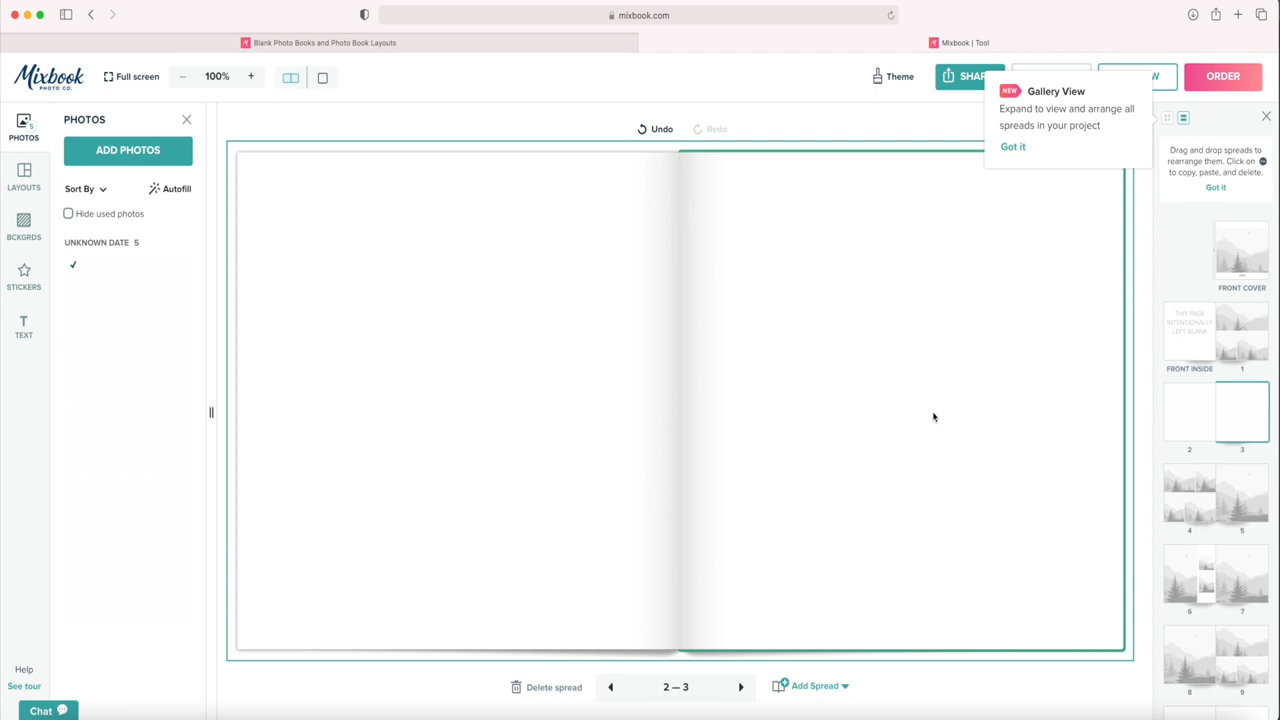 mixbook.com
Blank Photo Books and Photo Book Layouts
Mixbook | Tool
Mixbook
PHOTO CO.
Full screen
100%
Theme
SHAR
W
ORDER
NEW Gallery View
Expand to view and arrange all
spreads in your project
Got it
PHOTOS
5
PHOTOS
ADD PHOTOS
Undo
Redo
Sort By
Autofill
Hide used photos
UNKNOWN DATE 5
LAYOUTS
BCKGRDS
STICKERS
T
TEXT
Drag and drop spreads to
rearrange them. Click on
to copy, paste, and delete.
Got it
FRONT COVER
THIS PAGE
INTENTIONALLY
LEFT BLANK
FRONT INSIDE
1
2
3
4
5
6
7
8
9
Help
See tour
Chat
Delete spread
2 — 3
Add Spread